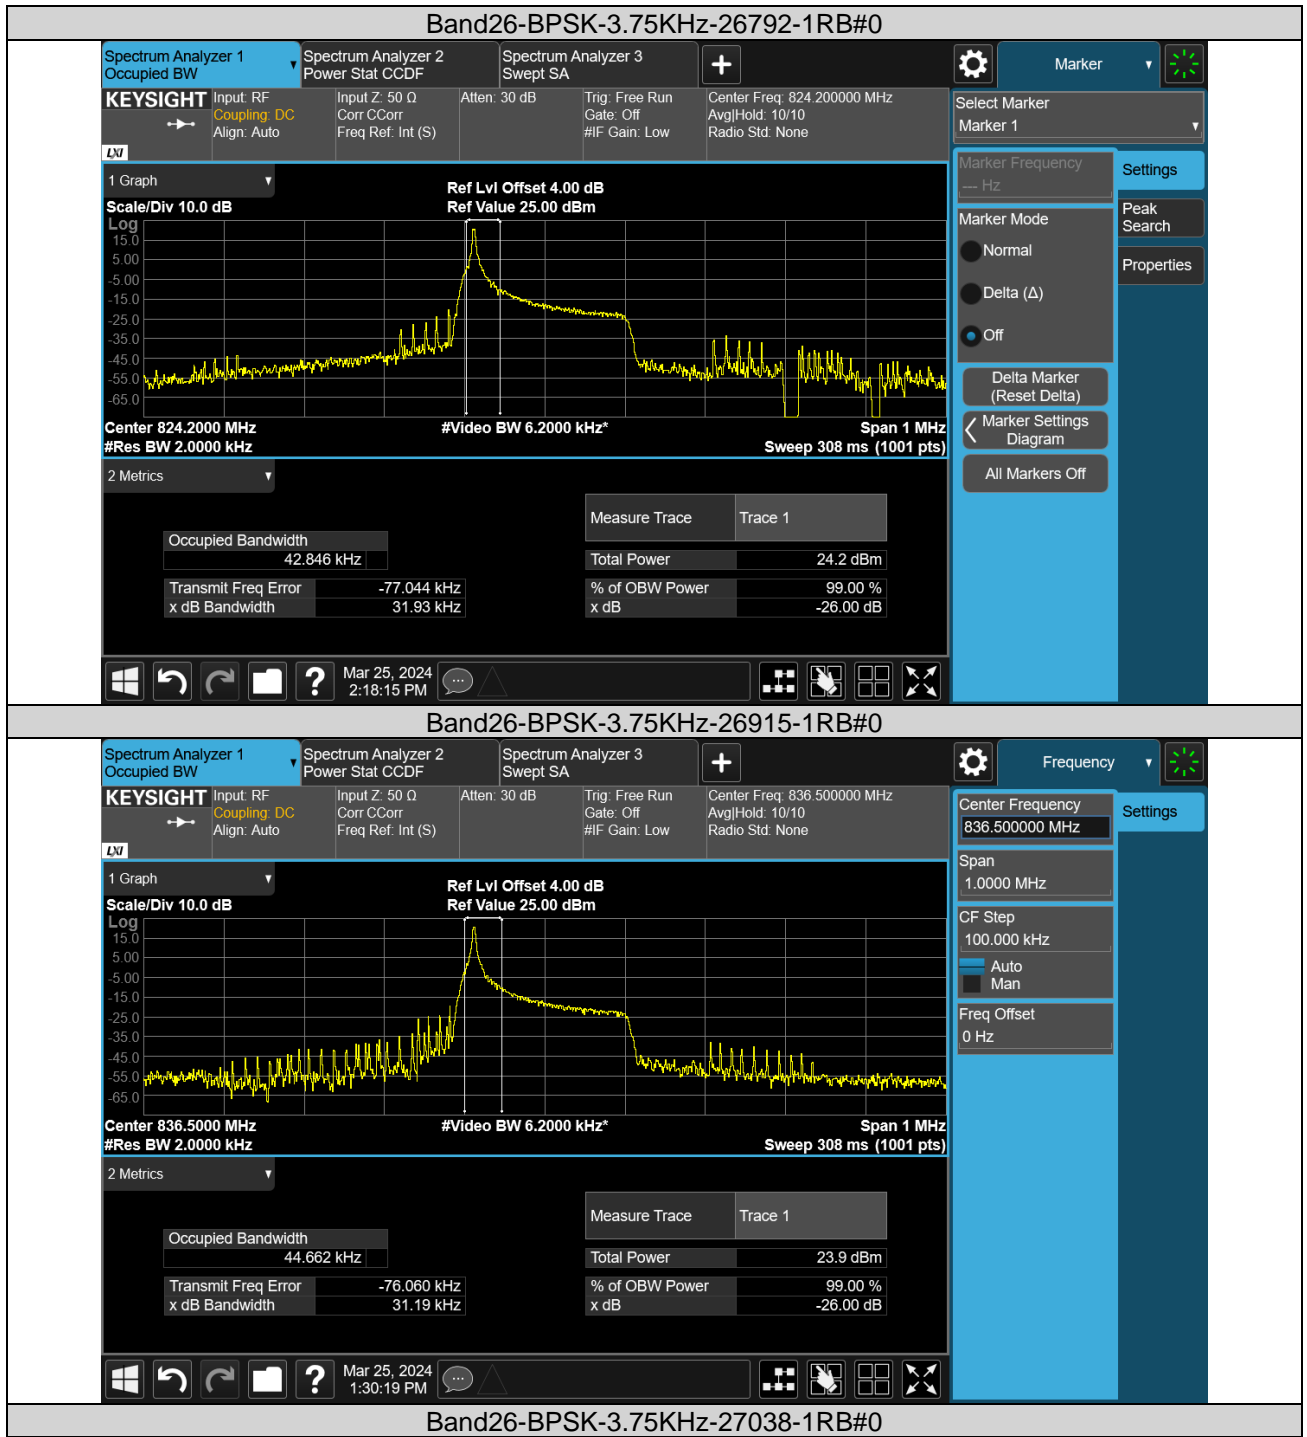 Band26-BPSK-3.75KHz-26792-1RB#0
Spectrum Analyzer 1
Occupied BW
Spectrum Analyzer 2
Power Stat CCDF
Spectrum Analyzer 3
Swept SA
Marker
KEYSIGHT
Input: RF
Coupling: DC
Align: Auto
Input Z: 50 Ω
Corr CCorr
Freq Ref: Int (S)
Atten: 30 dB
Trig: Free Run
Gate: Off
#IF Gain: Low
Center Freq: 824.200000 MHz
Avg|Hold: 10/10
Radio Std: None
LXI
Select Marker
Marker 1
Marker Frequency
--- Hz
Settings
Marker Mode
Normal
Delta (Δ)
Off
Peak
Search
Properties
Delta Marker
(Reset Delta)
Marker Settings
Diagram
All Markers Off
1 Graph
Scale/Div 10.0 dB
Ref Lvl Offset 4.00 dB
Ref Value 25.00 dBm
Log
15.0
5.00
-5.00
-15.0
-25.0
-35.0
-45.0
-55.0
-65.0
Center 824.2000 MHz
#Res BW 2.0000 kHz
#Video BW 6.2000 kHz*
Span 1 MHz
Sweep 308 ms (1001 pts)
2 Metrics
Measure Trace
Trace 1
Occupied Bandwidth
42.846 kHz
Total Power
24.2 dBm
Transmit Freq Error
-77.044 kHz
% of OBW Power
99.00 %
x dB Bandwidth
31.93 kHz
x dB
-26.00 dB
?
Mar 25, 2024
2:18:15 PM
Band26-BPSK-3.75KHz-26915-1RB#0
Spectrum Analyzer 1
Occupied BW
Spectrum Analyzer 2
Power Stat CCDF
Spectrum Analyzer 3
Swept SA
Frequency
KEYSIGHT
Input: RF
Coupling: DC
Align: Auto
Input Z: 50 Ω
Corr CCorr
Freq Ref: Int (S)
Atten: 30 dB
Trig: Free Run
Gate: Off
#IF Gain: Low
Center Freq: 836.500000 MHz
Avg|Hold: 10/10
Radio Std: None
LXI
Center Frequency
836.500000 MHz
Settings
Span
1.0000 MHz
CF Step
100.000 kHz
Auto
Man
Freq Offset
0 Hz
1 Graph
Scale/Div 10.0 dB
Ref Lvl Offset 4.00 dB
Ref Value 25.00 dBm
Log
15.0
5.00
-5.00
-15.0
-25.0
-35.0
-45.0
-55.0
-65.0
Center 836.5000 MHz
#Res BW 2.0000 kHz
#Video BW 6.2000 kHz*
Span 1 MHz
Sweep 308 ms (1001 pts)
2 Metrics
Measure Trace
Trace 1
Occupied Bandwidth
44.662 kHz
Total Power
23.9 dBm
Transmit Freq Error
-76.060 kHz
% of OBW Power
99.00 %
x dB Bandwidth
31.19 kHz
x dB
-26.00 dB
?
Mar 25, 2024
1:30:19 PM
Band26-BPSK-3.75KHz-27038-1RB#0